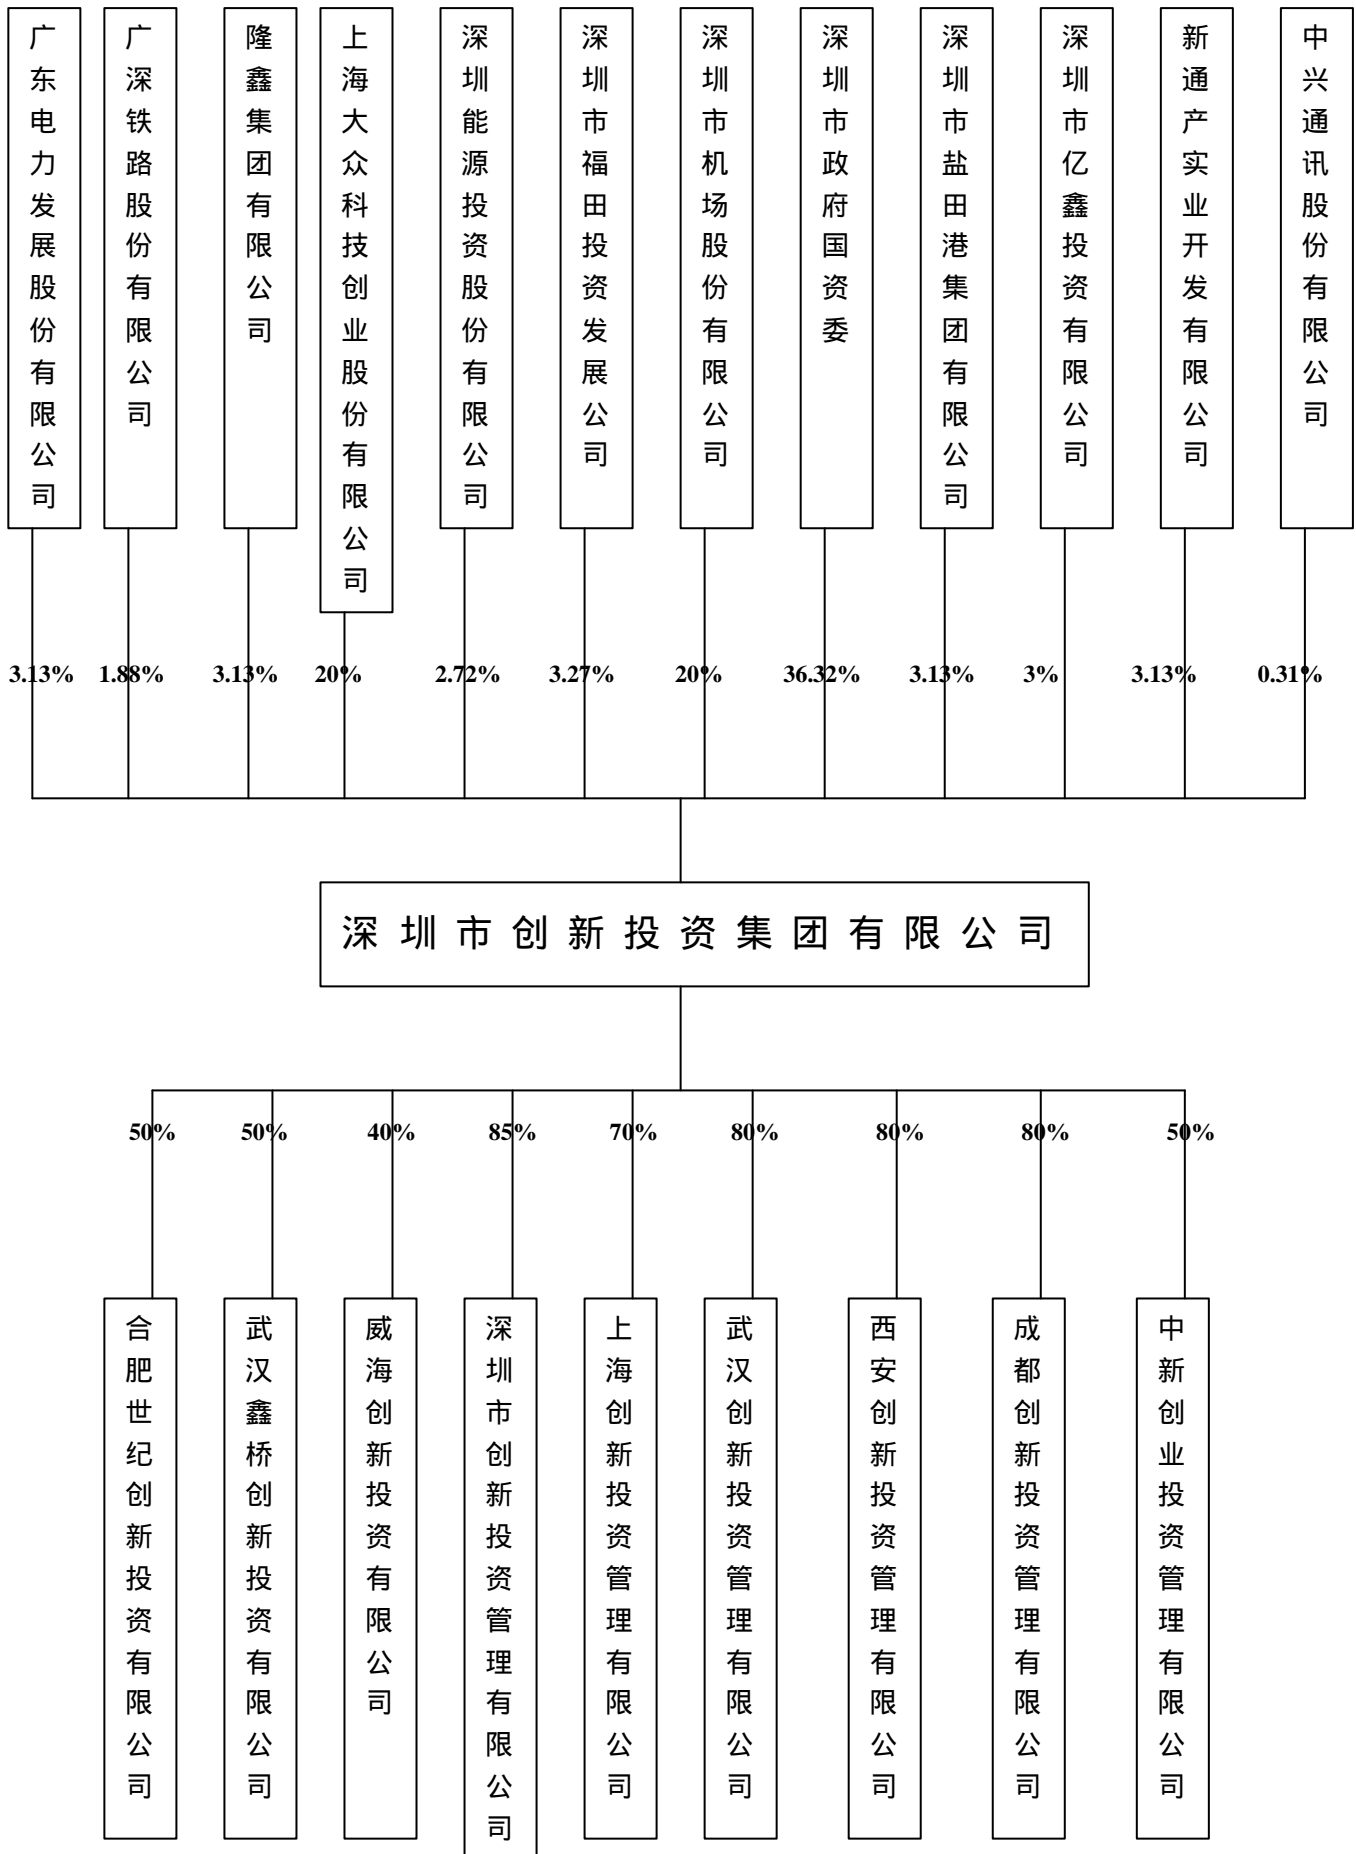 广东电力发展股份有限公司
广深铁路股份有限公司
隆鑫集团有限公司
上海大众科技创业股份有限公司
深圳能源投资股份有限公司
深圳市福田投资发展公司
深圳市机场股份有限公司
深圳市政府国资委
深圳市盐田港集团有限公司
深圳市亿鑫投资有限公司
新通产实业开发有限公司
中兴通讯股份有限公司
3.13% 1.88% 3.13% 20% 2.72% 3.27% 20% 36.32% 3.13% 3% 3.13% 0.31%
深圳市创新投资集团有限公司
50% 50% 40% 85% 70% 80% 80% 80% 50%
合肥世纪创新投资有限公司
武汉鑫桥创新投资有限公司
威海创新投资有限公司
深圳市创新投资管理有限公司
上海创新投资管理有限公司
武汉创新投资管理有限公司
西安创新投资管理有限公司
成都创新投资管理有限公司
中新创业投资管理有限公司